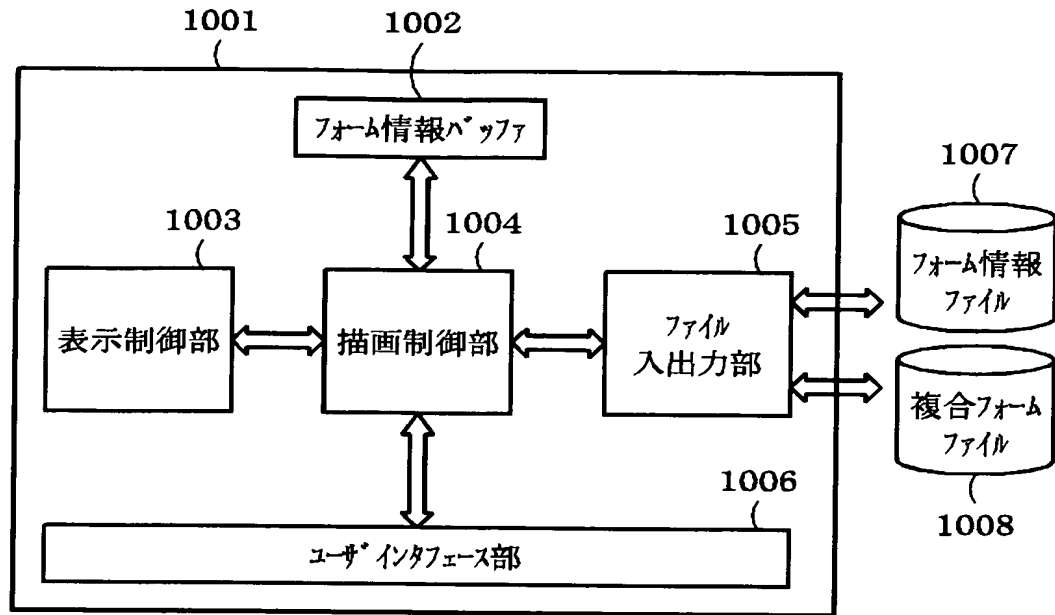 1001
1002
フォーム情報バッファ
1003
1004
1005
1007
表示制御部
描画制御部
ファイル
入出力部
フォーム情報
ファイル
複合フォーム
ファイル
1006
1008
ユーザインタフェース部